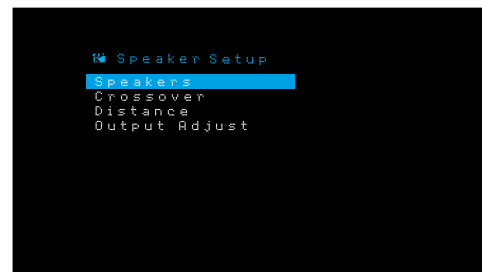 Speaker Setup
Speakers
Crossover
Distance
Output Adjust